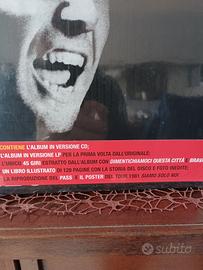 CONTIENE L'ALBUM IN VERSIONE CD;
L'ALBUM IN VERSIONE LP PER LA PRIMA VOLTA DALL'ORIGINALE;
L'UNICO 45 GIRI ESTRATTO DALL'ALBUM CON DIMENTICHIAMOCI QUESTA CITTÀ E BRAVA
UN LIBRO ILLUSTRATO DI 120 PAGINE CON LA STORIA DEL DISCO E FOTO INEDITE;
LA RIPRODUZIONE DEL PASS E IL POSTER DEL TOUR 1981 SIAMO SOLO NOI
subito